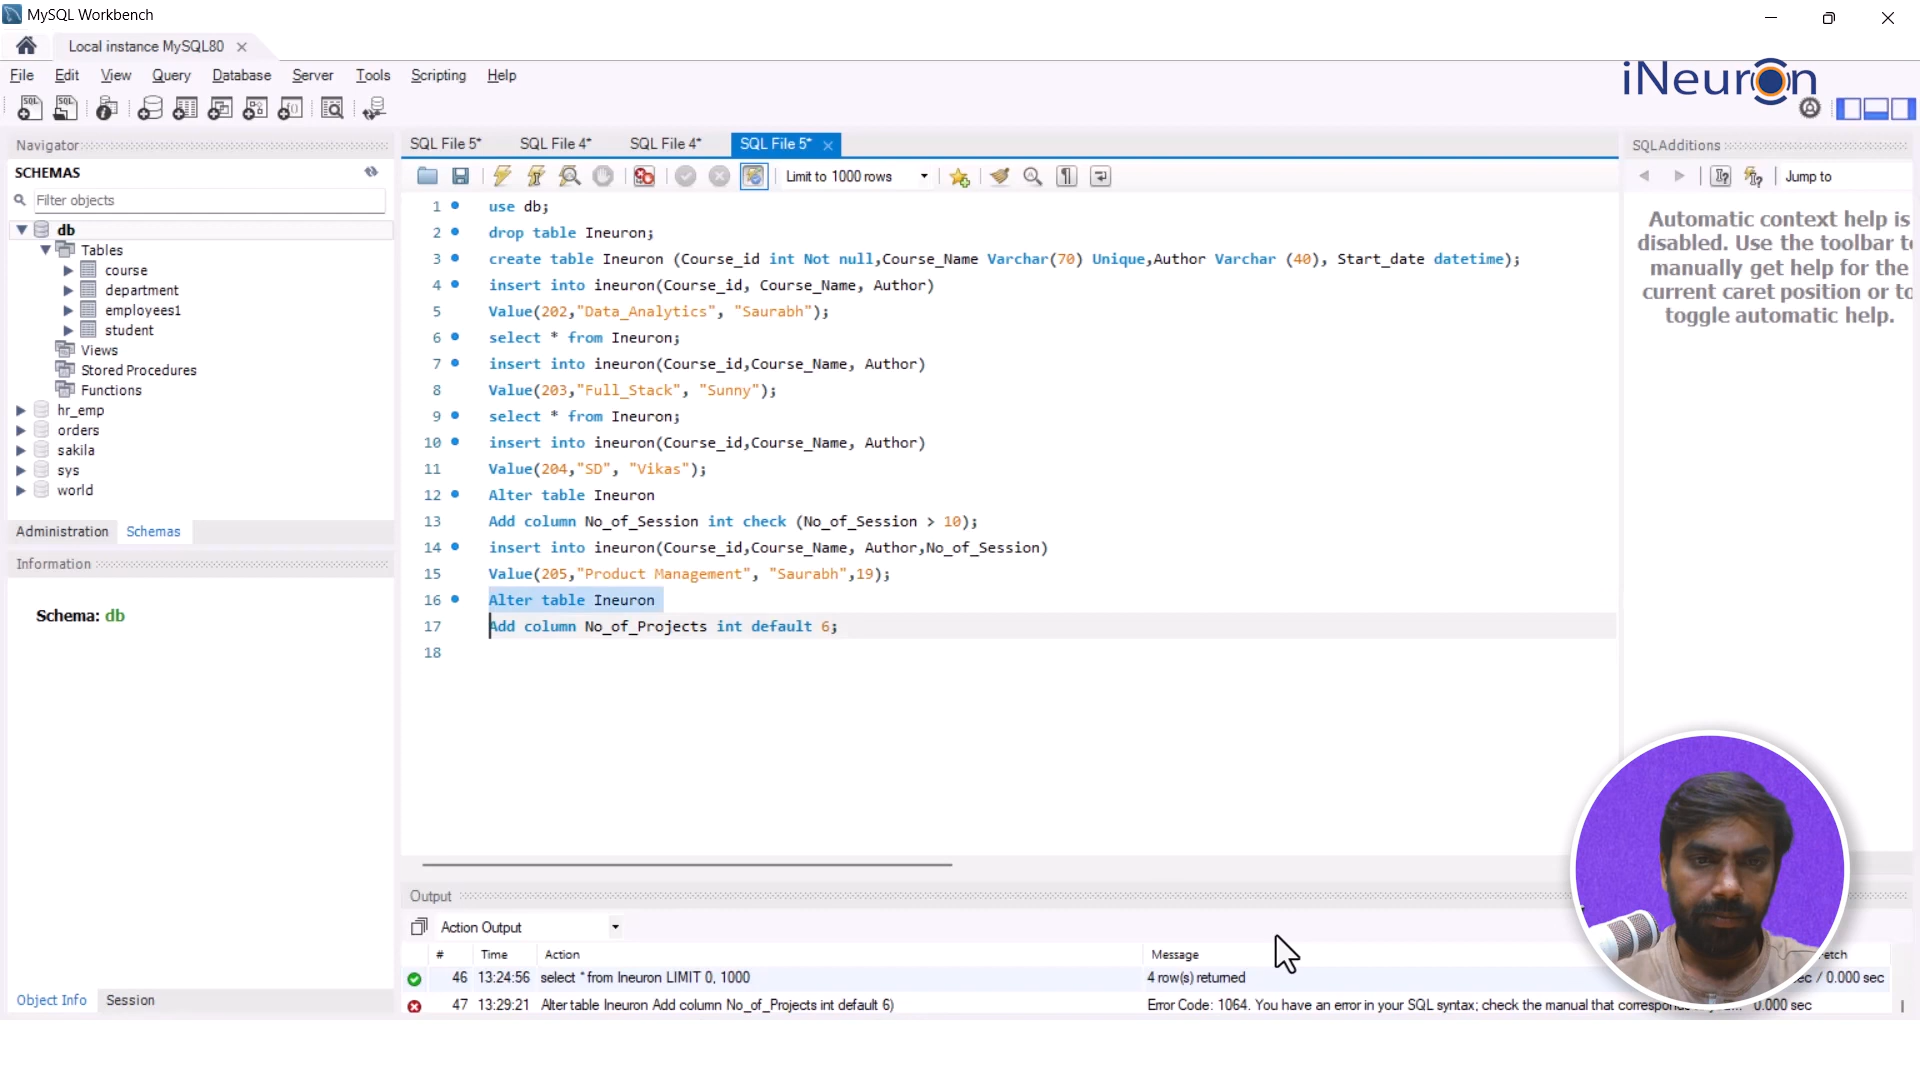 MySQL Workbench
Local instance MySQL80
File Edit View Query Database Server Tools Scripting Help
iNeuron
Navigator
SCHEMAS
Filter objects
db
Tables
course
department
employees1
student
Views
Stored Procedures
Functions
hr_emp
orders
sakila
sys
world
Administration Schemas
Information
Schema: db
Object Info Session
SQL File 5* SQL File 4* SQL File 4* SQL File 5*
Limit to 1000 rows
1 use db;
2 drop table Ineuron;
3 create table Ineuron (Course_id int Not null,Course_Name Varchar(70) Unique,Author Varchar (40), Start_date datetime);
4 insert into ineuron(Course_id, Course_Name, Author)
5 Value(202,"Data_Analytics", "Saurabh");
6 select * from Ineuron;
7 insert into ineuron(Course_id,Course_Name, Author)
8 Value(203,"Full_Stack", "Sunny");
9 select * from Ineuron;
10 insert into ineuron(Course_id,Course_Name, Author)
11 Value(204,"SD", "Vikas");
12 Alter table Ineuron
13 Add column No_of_Session int check (No_of_Session > 10);
14 insert into ineuron(Course_id,Course_Name, Author,No_of_Session)
15 Value(205,"Product Management", "Saurabh",19);
16 Alter table Ineuron
17 Add column No_of_Projects int default 6;
18
SQLAdditions
Jump to
Automatic context help is
disabled. Use the toolbar to
manually get help for the
current caret position or to
toggle automatic help.
Output
Action Output
# Time Action Message etch
46 13:24:56 select * from Ineuron LIMIT 0, 1000 4 row(s) returned ec / 0.000 sec
47 13:29:21 Alter table Ineuron Add column No_of_Projects int default 6) Error Code: 1064. You have an error in your SQL syntax; check the manual that 0.000 sec